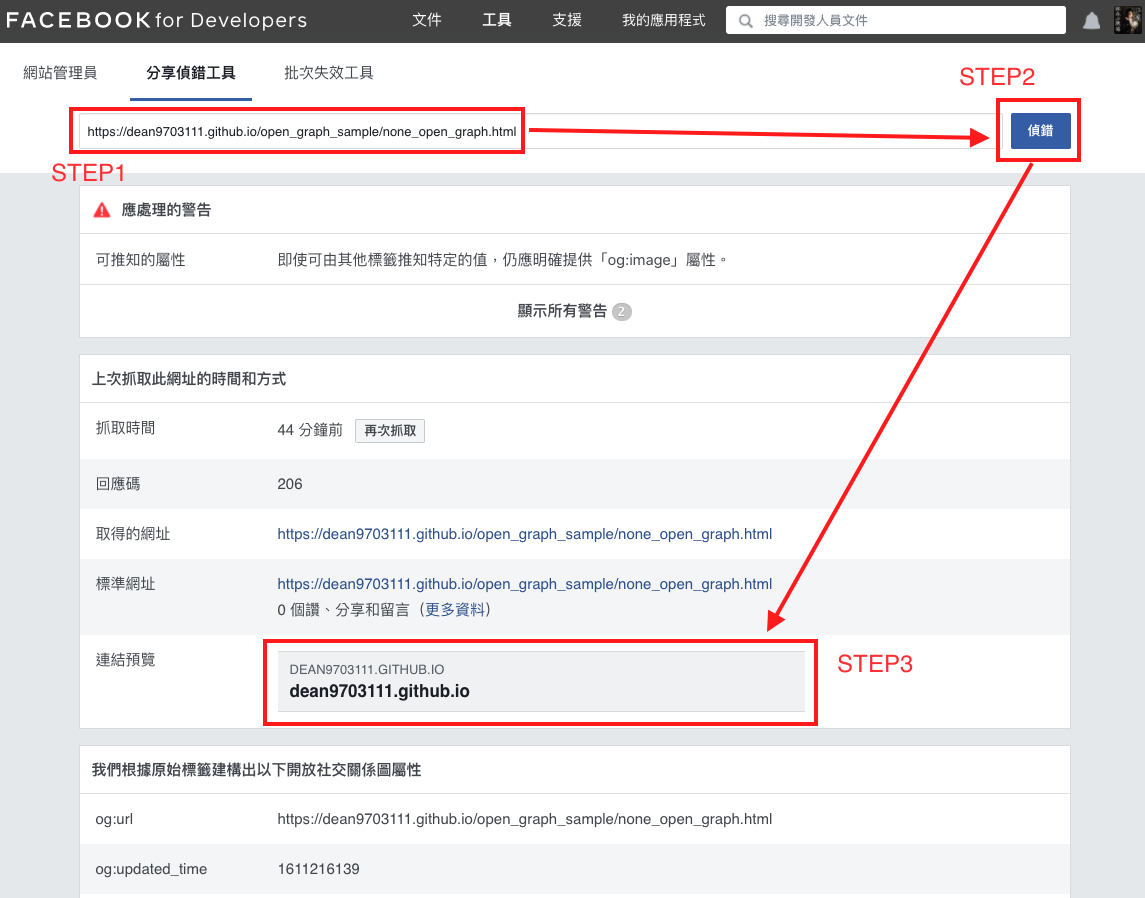 FACEBOOK for Developers 文件 工具 支援 我的應用程式 搜尋開發人員文件
網站管理員 分享偵錯工具 批次失效工具
STEP2
https://dean9703111.github.io/open_graph_sample/none_open_graph.html 偵錯
STEP1
應處理的警告
可推知的屬性 即使可由其他標籤推知特定的值，仍應明確提供「og:image」屬性。
顯示所有警告 2
上次抓取此網址的時間和方式
抓取時間 44 分鐘前 再次抓取
回應碼 206
取得的網址 https://dean9703111.github.io/open_graph_sample/none_open_graph.html
標準網址 https://dean9703111.github.io/open_graph_sample/none_open_graph.html
0 個讚、分享和留言（更多資料）
連結預覽 DEAN9703111.GITHUB.IO
dean9703111.github.io
STEP3
我們根據原始標籤建構出以下開放社交關係圖屬性
og:url https://dean9703111.github.io/open_graph_sample/none_open_graph.html
og:updated_time 1611216139